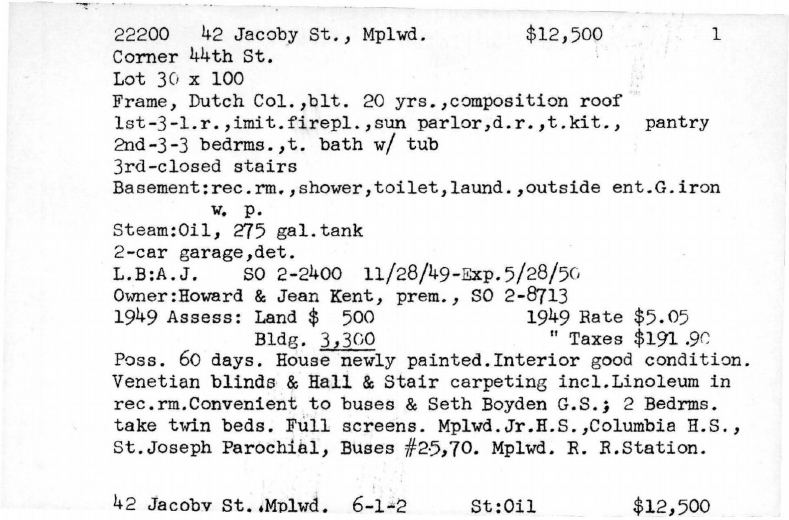 22200 42 Jacoby St., Mplwd. $12,500 1
Corner 44th St.
Lot 30 x 100
Frame, Dutch Col.,blt. 20 yrs.,composition roof
1st-3-l.r.,imit.firepl.,sun parlor,d.r.,t.kit., pantry
2nd-3-3 bedrms.,t. bath w/ tub
3rd-closed stairs
Basement:rec.rm.,shower,toilet,laund.,outside ent.G.iron
w. p.
Steam:Oil, 275 gal.tank
2-car garage,det.
L.B:A.J. SO 2-2400 11/28/49-Exp.5/28/50
Owner:Howard & Jean Kent, prem., SO 2-8713
1949 Assess: Land $ 500 1949 Rate $5.05
Bldg. 3,300 " Taxes $191.90
Poss. 60 days. House newly painted.Interior good condition.
Venetian blinds & Hall & Stair carpeting incl.Linoleum in
rec.rm.Convenient to buses & Seth Boyden G.S.; 2 Bedrms.
take twin beds. Full screens. Mplwd.Jr.H.S.,Columbia H.S.,
St.Joseph Parochial, Buses #25,70. Mplwd. R. R.Station.
42 Jacoby St.,Mplwd. 6-1-2 St:Oil $12,500